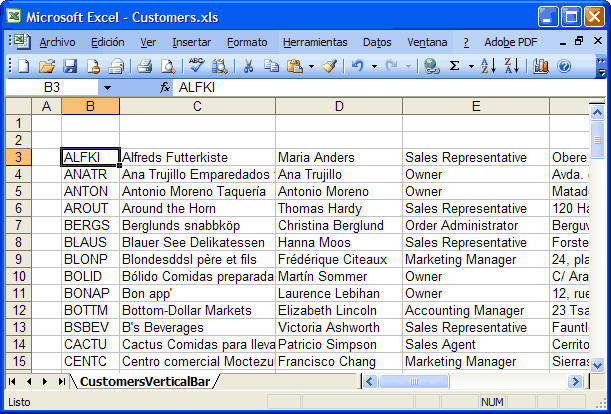 Microsoft Excel - Customers.xls
Archivo Edición Ver Insertar Formato Herramientas Datos Ventana ? Adobe PDF
B3 fx ALFKI
A B C D E
1
2
3 ALFKI Alfreds Futterkiste Maria Anders Sales Representative Obere
4 ANATR Ana Trujillo Emparedados Ana Trujillo Owner Avda.
5 ANTON Antonio Moreno Taquería Antonio Moreno Owner Matad
6 AROUT Around the Horn Thomas Hardy Sales Representative 120 Ha
7 BERGS Berglunds snabbköp Christina Berglund Order Administrator Berguv
8 BLAUS Blauer See Delikatessen Hanna Moos Sales Representative Forste
9 BLONP Blondesddsl père et fils Frédérique Citeaux Marketing Manager 24, pla
10 BOLID Bólido Comidas preparada Martín Sommer Owner C/ Ara
11 BONAP Bon app' Laurence Lebihan Owner 12, rue
12 BOTTM Bottom-Dollar Markets Elizabeth Lincoln Accounting Manager 23 Tsa
13 BSBEV B's Beverages Victoria Ashworth Sales Representative Fauntl
14 CACTU Cactus Comidas para lleva Patricio Simpson Sales Agent Cerrito
15 CENTC Centro comercial Moctezu Francisco Chang Marketing Manager Sierras
CustomersVerticalBar
Listo NUM